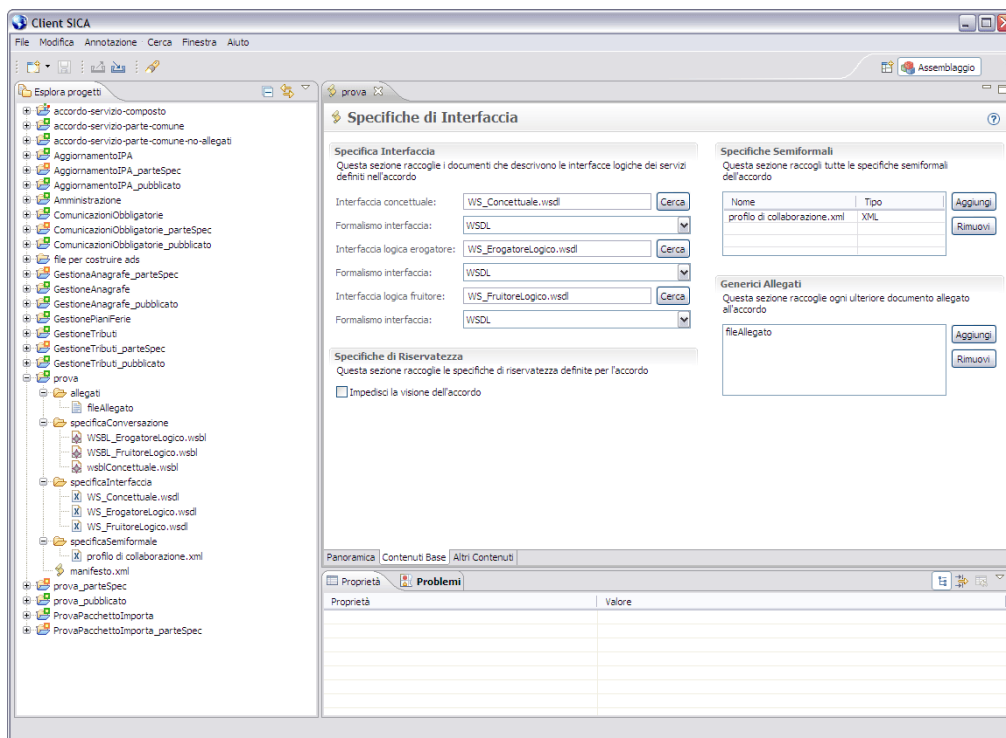 Client SICA
File Modifica Annotazione Cerca Finestra Aiuto
Assemblaggio
Esplora progetti
accordo-servizio-composto
accordo-servizio-parte-comune
accordo-servizio-parte-comune-no-allegati
AggiornamentoIPA
AggiornamentoIPA_parteSpec
AggiornamentoIPA_pubblicato
Amministrazione
ComunicazioniObbligatorie
ComunicazioniObbligatorie_parteSpec
ComunicazioniObbligatorie_pubblicato
file per costruire ads
GestionaAnagrafe_parteSpec
GestioneAnagrafe
GestioneAnagrafe_pubblicato
GestionePianiFerie
GestioneTributi
GestioneTributi_parteSpec
GestioneTributi_pubblicato
prova
allegati
fileAllegato
specificaConversazione
WSBL_ErogatoreLogico.wsbl
WSBL_FruitoreLogico.wsbl
wsblConcettuale.wsbl
specificaInterfaccia
WS_Concettuale.wsdl
WS_ErogatoreLogico.wsdl
WS_FruitoreLogico.wsdl
specificaSemiformale
profilo di collaborazione.xml
manifesto.xml
prova_parteSpec
prova_pubblicato
ProvaPacchettoImporta
ProvaPacchettoImporta_parteSpec
prova
Specifiche di Interfaccia
Specifica Interfaccia
Questa sezione raccoglie i documenti che descrivono le interfacce logiche dei servizi
definiti nell'accordo
Interfaccia concettuale: WS_Concettuale.wsdl Cerca
Formalismo interfaccia: WSDL
Interfaccia logica erogatore: WS_ErogatoreLogico.wsdl Cerca
Formalismo interfaccia: WSDL
Interfaccia logica fruitore: WS_FruitoreLogico.wsdl Cerca
Formalismo interfaccia: WSDL
Specifiche di Riservatezza
Questa sezione raccoglie le specifiche di riservatezza definite per l'accordo
Impedisci la visione dell'accordo
Specifiche Semiformali
Questa sezione raccogli tutte le specifiche semiformali
dell'accordo
Nome Tipo Aggiungi
profilo di collaborazione.xml XML
Rimuovi
Generici Allegati
Questa sezione raccoglie ogni ulteriore documento allegato
all'accordo
fileAllegato Aggiungi
Rimuovi
Panoramica Contenuti Base Altri Contenuti
Proprietà Problemi
Proprietà Valore